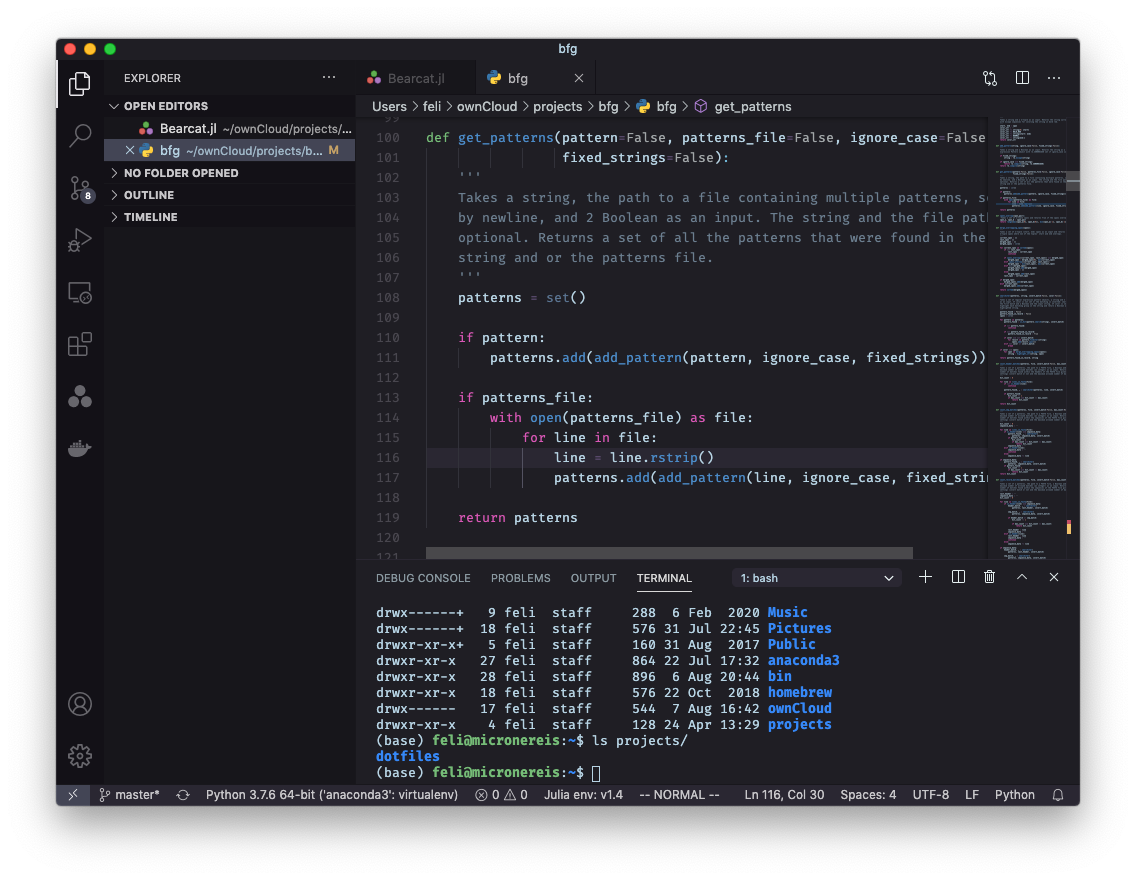 bfg
EXPLORER ···
OPEN EDITORS
Bearcat.jl ~/ownCloud/projects/...
bfg ~/ownCloud/projects/b... M
NO FOLDER OPENED
OUTLINE
TIMELINE
8
Bearcat.jl bfg
Users > feli > ownCloud > projects > bfg > bfg > get_patterns
99
100 def get_patterns(pattern=False, patterns_file=False, ignore_case=False
101 fixed_strings=False):
102 '''
103 Takes a string, the path to a file containing multiple patterns,
104 by newline, and 2 Boolean as an input. The string and the file
105 optional. Returns a set of all the patterns that were found in the
106 string and or the patterns file.
107 '''
108 patterns = set()
109
110 if pattern:
111 patterns.add(add_pattern(pattern, ignore_case, fixed_strings))
112
113 if patterns_file:
114 with open(patterns_file) as file:
115 for line in file:
116 line = line.rstrip()
117 patterns.add(add_pattern(line, ignore_case,
118
119 return patterns
120
121
DEBUG CONSOLE PROBLEMS OUTPUT TERMINAL 1: bash
drwx------+ 9 feli staff 288 6 Feb 2020 Music
drwx------+ 18 feli staff 576 31 Jul 22:45 Pictures
drwxr-xr-x+ 5 feli staff 160 31 Aug 2017 Public
drwxr-xr-x 27 feli staff 864 22 Jul 17:32 anaconda3
drwxr-xr-x 28 feli staff 896 6 Aug 20:44 bin
drwxr-xr-x 18 feli staff 576 22 Oct 2018 homebrew
drwx------ 17 feli staff 544 7 Aug 16:42 ownCloud
drwxr-xr-x 4 feli staff 128 24 Apr 13:29 projects
(base) feli@micronereis:~$ ls projects/
dotfiles
(base) feli@micronereis:~$
master* Python 3.7.6 64-bit ('anaconda3': virtualenv) 0 0 Julia env: v1.4 -- NORMAL -- Ln 116, Col 30 Spaces: 4 UTF-8 LF Python